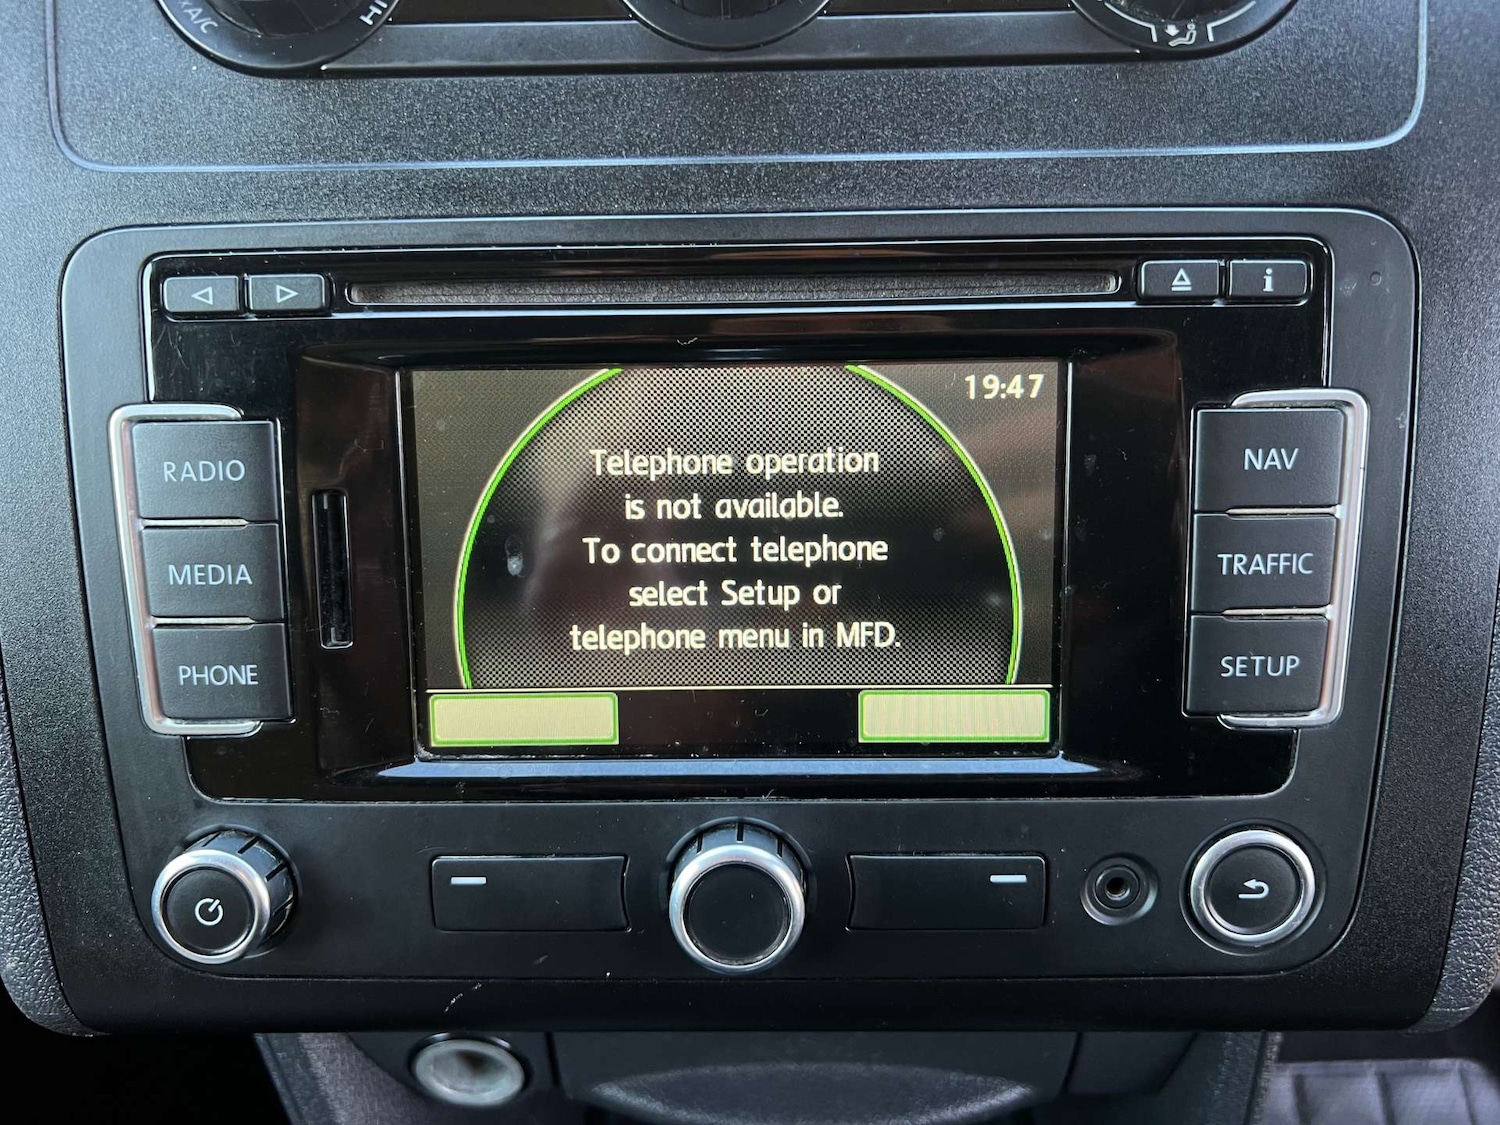 A/C
HI
i
19:47
RADIO
MEDIA
PHONE
Telephone operation
is not available.
To connect telephone
select Setup or
telephone menu in MFD.
NAV
TRAFFIC
SETUP